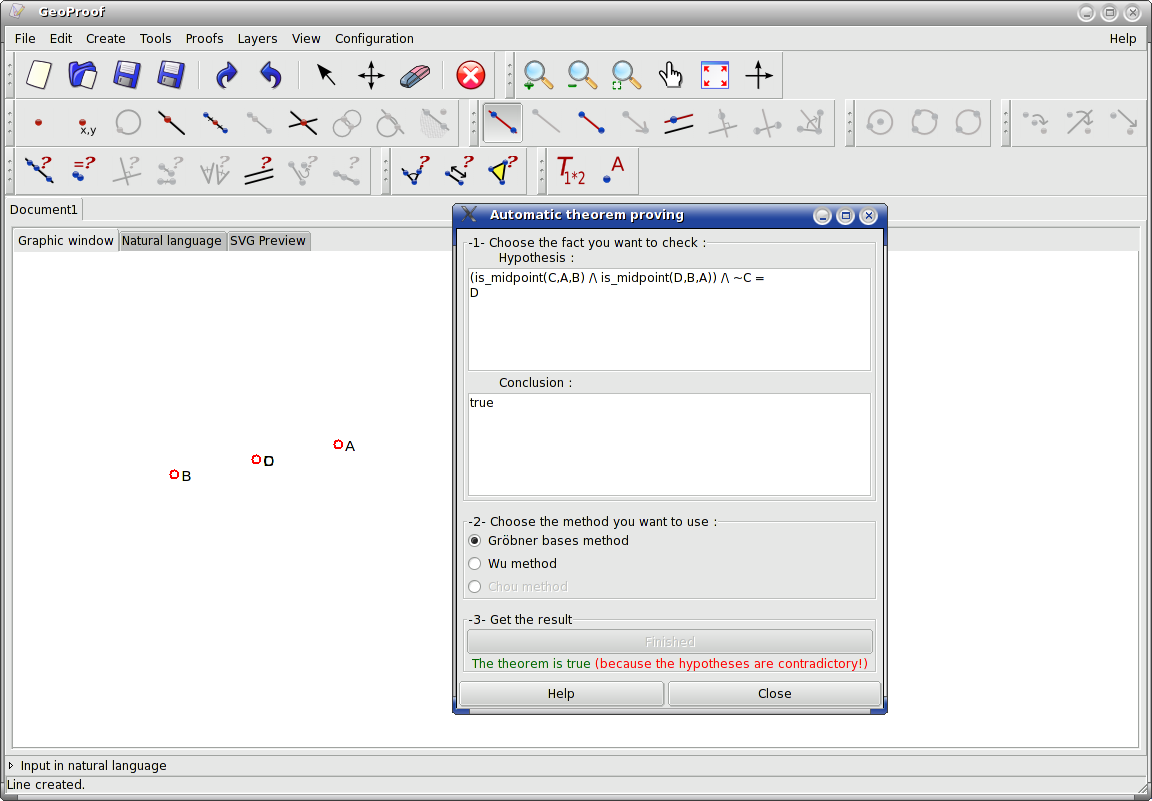 GeoProof
File Edit Create Tools Proofs Layers View Configuration Help
x,y
? =? ? ? ? ? ? ? ? ? ? T1*2 A
Document1
Graphic window Natural language SVG Preview
A
D
B
Automatic theorem proving
-1- Choose the fact you want to check :
Hypothesis :
(is_midpoint(C,A,B) /\ is_midpoint(D,B,A)) /\ ~C =
D
Conclusion :
true
-2- Choose the method you want to use :
Gröbner bases method
Wu method
Chou method
-3- Get the result
Finished
The theorem is true (because the hypotheses are contradictory!)
Help Close
Input in natural language
Line created.